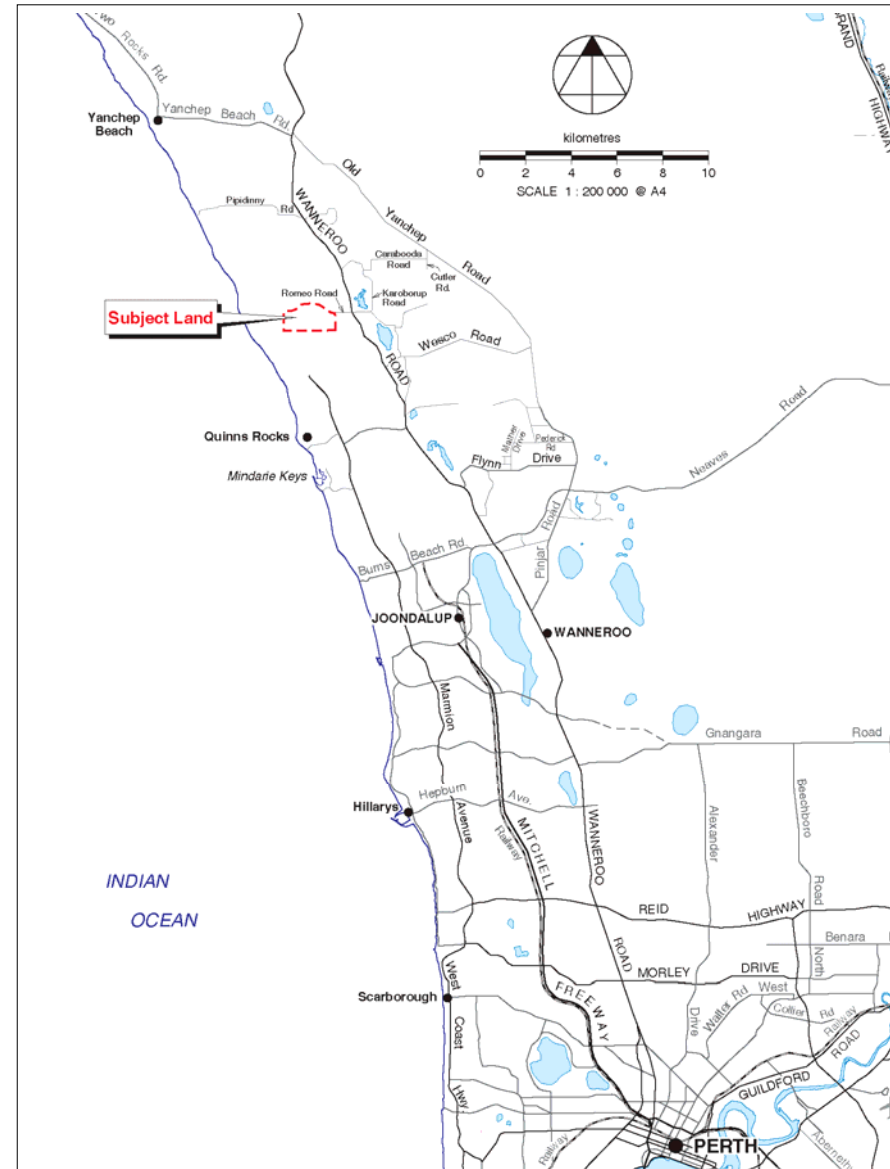 Two Rocks Rd.
Yanchep
Beach
Yanchep Beach Rd.
GRAND
Railway
HIGHWAY
kilometres
0 2 4 6 8 10
SCALE 1 : 200 000 @ A4
Old Yanchep Road
WANNEROO
Pipidinny Rd
Carabooda
Road
Cutler
Rd.
Romeo Road
Karoborup
Road
Subject Land
ROAD
Wesco Road
Quinns Rocks
Mather
Drive
Pederick
Rd
Flynn Drive
Neaves Road
Mindarie Keys
Burns Beach Rd.
Pinjar Road
JOONDALUP
WANNEROO
Marmion
Gnangara Road
Hepburn Ave.
Hillarys
Avenue
MITCHELL
Railway
WANNEROO
Alexander
Beechboro
Road
INDIAN
OCEAN
REID HIGHWAY
Benara
ROAD
North
MORLEY DRIVE
West
FREEWAY
Walter Rd West
Scarborough
Drive
Collier Rd
Railway
Coast
GUILDFORD ROAD
Hwy
Railway
PERTH